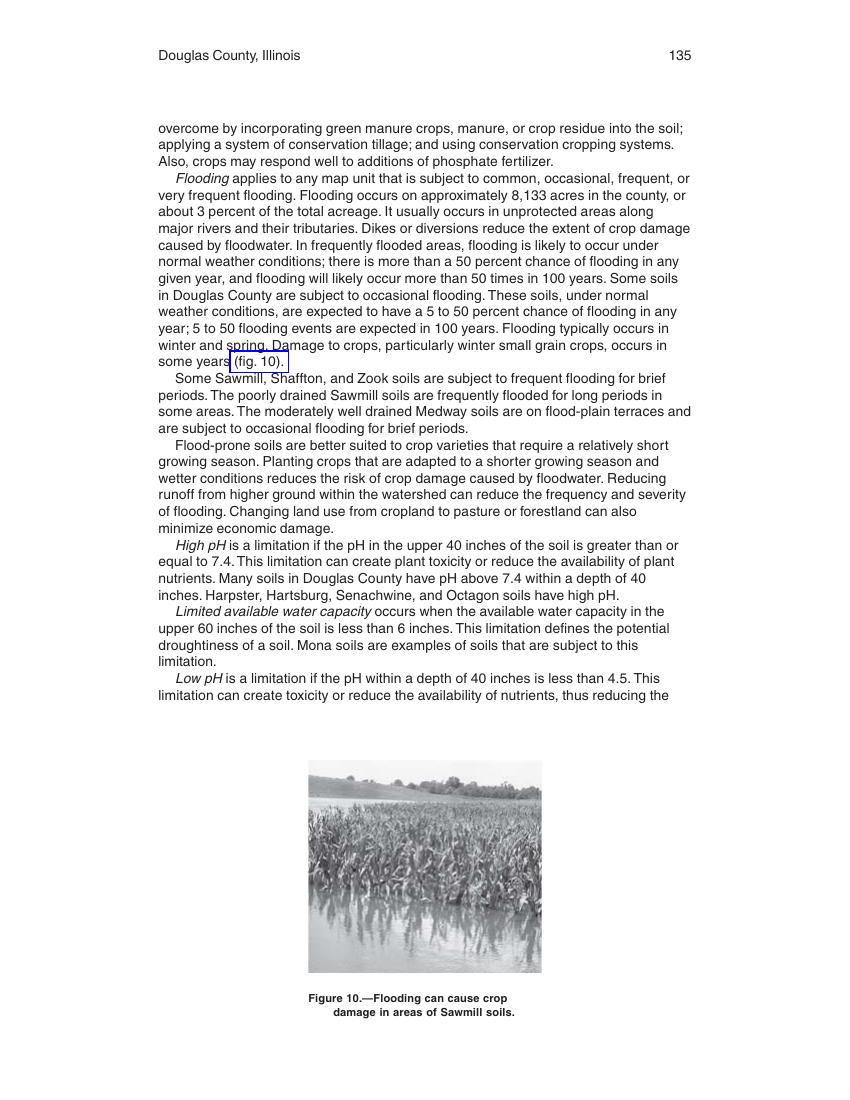 Douglas County, Illinois 135
overcome by incorporating green manure crops, manure, or crop residue into the soil;
applying a system of conservation tillage; and using conservation cropping systems.
Also, crops may respond well to additions of phosphate fertilizer.
Flooding applies to any map unit that is subject to common, occasional, frequent, or
very frequent flooding. Flooding occurs on approximately 8,133 acres in the county, or
about 3 percent of the total acreage. It usually occurs in unprotected areas along
major rivers and their tributaries. Dikes or diversions reduce the extent of crop damage
caused by floodwater. In frequently flooded areas, flooding is likely to occur under
normal weather conditions; there is more than a 50 percent chance of flooding in any
given year, and flooding will likely occur more than 50 times in 100 years. Some soils
in Douglas County are subject to occasional flooding. These soils, under normal
weather conditions, are expected to have a 5 to 50 percent chance of flooding in any
year; 5 to 50 flooding events are expected in 100 years. Flooding typically occurs in
winter and spring. Damage to crops, particularly winter small grain crops, occurs in
some years (fig. 10).
Some Sawmill, Shaffton, and Zook soils are subject to frequent flooding for brief
periods. The poorly drained Sawmill soils are frequently flooded for long periods in
some areas. The moderately well drained Medway soils are on flood-plain terraces and
are subject to occasional flooding for brief periods.
Flood-prone soils are better suited to crop varieties that require a relatively short
growing season. Planting crops that are adapted to a shorter growing season and
wetter conditions reduces the risk of crop damage caused by floodwater. Reducing
runoff from higher ground within the watershed can reduce the frequency and severity
of flooding. Changing land use from cropland to pasture or forestland can also
minimize economic damage.
High pH is a limitation if the pH in the upper 40 inches of the soil is greater than or
equal to 7.4. This limitation can create plant toxicity or reduce the availability of plant
nutrients. Many soils in Douglas County have pH above 7.4 within a depth of 40
inches. Harpster, Hartsburg, Senachwine, and Octagon soils have high pH.
Limited available water capacity occurs when the available water capacity in the
upper 60 inches of the soil is less than 6 inches. This limitation defines the potential
droughtiness of a soil. Mona soils are examples of soils that are subject to this
limitation.
Low pH is a limitation if the pH within a depth of 40 inches is less than 4.5. This
limitation can create toxicity or reduce the availability of nutrients, thus reducing the
Figure 10.—Flooding can cause crop
damage in areas of Sawmill soils.